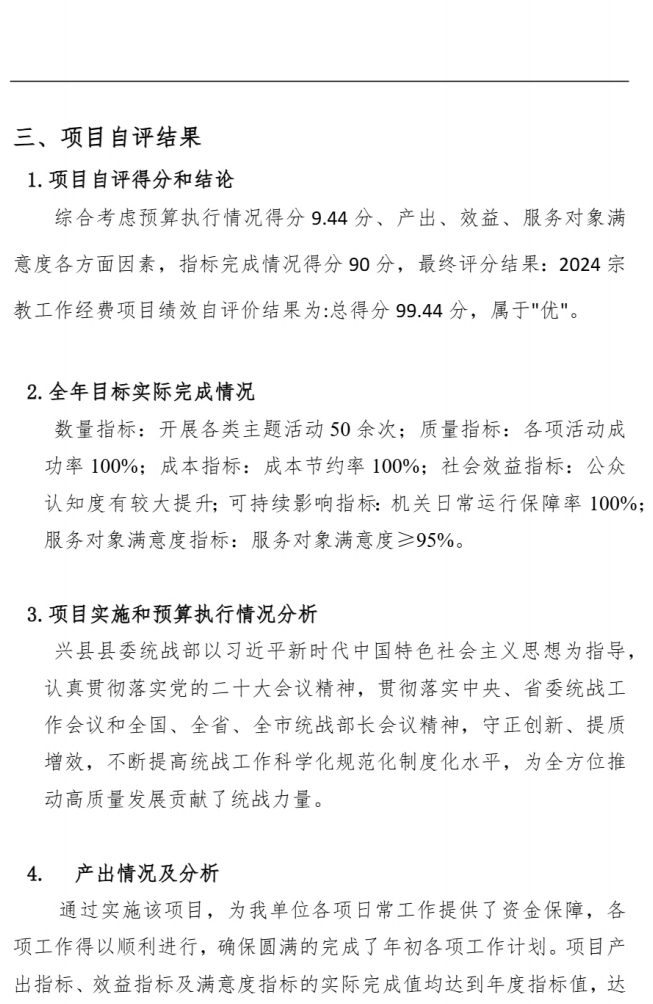 三、项目自评结果
1.项目自评得分和结论
综合考虑预算执行情况得分 9.44 分、产出、效益、服务对象满
意度各方面因素，指标完成情况得分 90 分，最终评分结果：2024 宗
教工作经费项目绩效自评价结果为:总得分 99.44 分，属于"优"。
2.全年目标实际完成情况
数量指标：开展各类主题活动 50 余次；质量指标：各项活动成
功率 100%；成本指标：成本节约率 100%；社会效益指标：公众
认知度有较大提升；可持续影响指标：机关日常运行保障率 100%；
服务对象满意度指标：服务对象满意度≥95%。
3.项目实施和预算执行情况分析
兴县县委统战部以习近平新时代中国特色社会主义思想为指导，
认真贯彻落实党的二十大会议精神，贯彻落实中央、省委统战工
作会议和全国、全省、全市统战部长会议精神，守正创新、提质
增效，不断提高统战工作科学化规范化制度化水平，为全方位推
动高质量发展贡献了统战力量。
4. 产出情况及分析
通过实施该项目，为我单位各项日常工作提供了资金保障，各
项工作得以顺利进行，确保圆满的完成了年初各项工作计划。项目产
出指标、效益指标及满意度指标的实际完成值均达到年度指标值，达